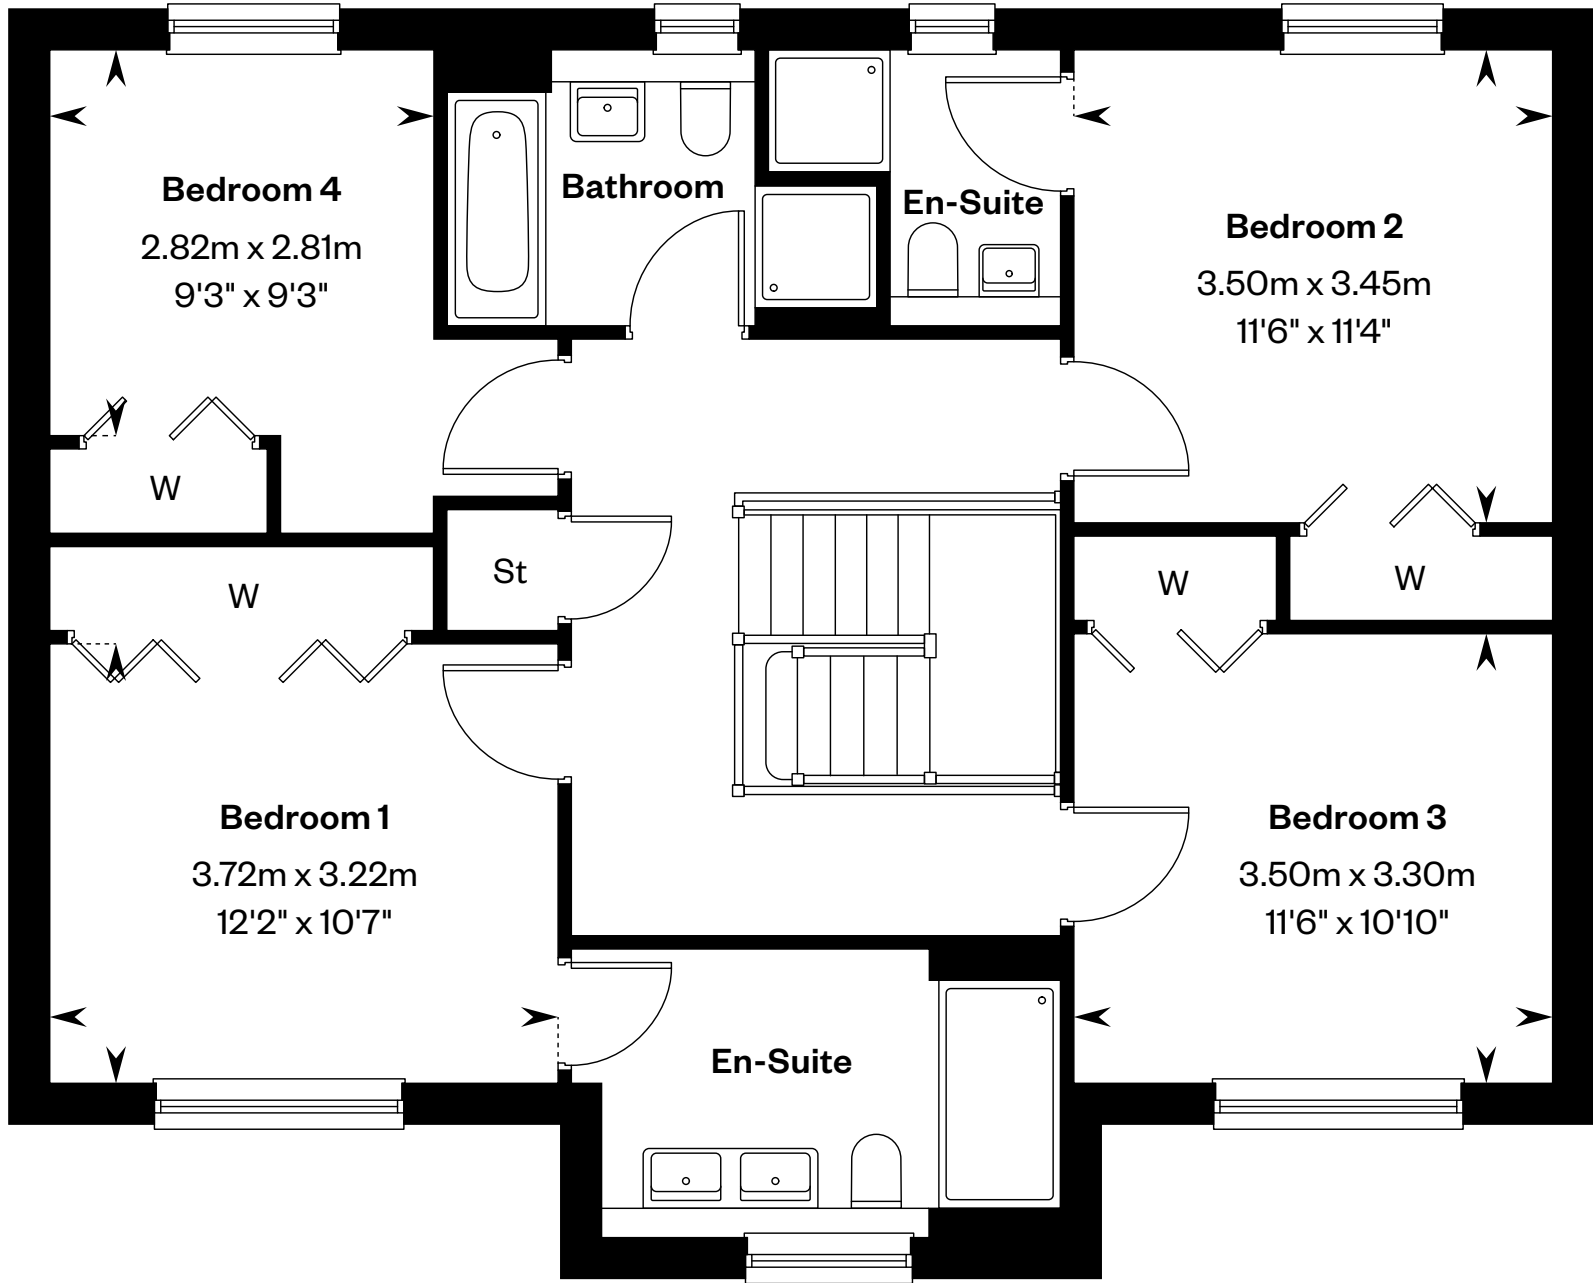 Bedroom 4
2.82m x 2.81m
9'3" x 9'3"
W
Bathroom
En-Suite
Bedroom 2
3.50m x 3.45m
11'6" x 11'4"
W
St
W
W
Bedroom 1
3.72m x 3.22m
12'2" x 10'7"
Bedroom 3
3.50m x 3.30m
11'6" x 10'10"
En-Suite